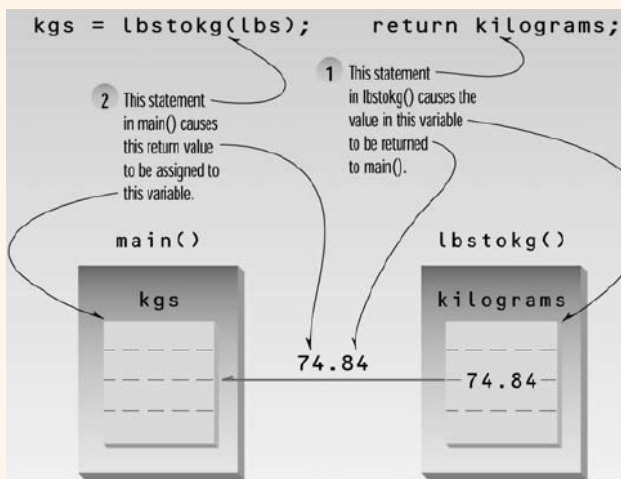 kgs = lbstokg(lbs);
return kilograms;
2 This statement
in main() causes
this return value
to be assigned to
this variable.
1 This statement
in lbstokg() causes the
value in this variable
to be returned
to main().
main()
lbstokg()
kgs
kilograms
74.84
74.84